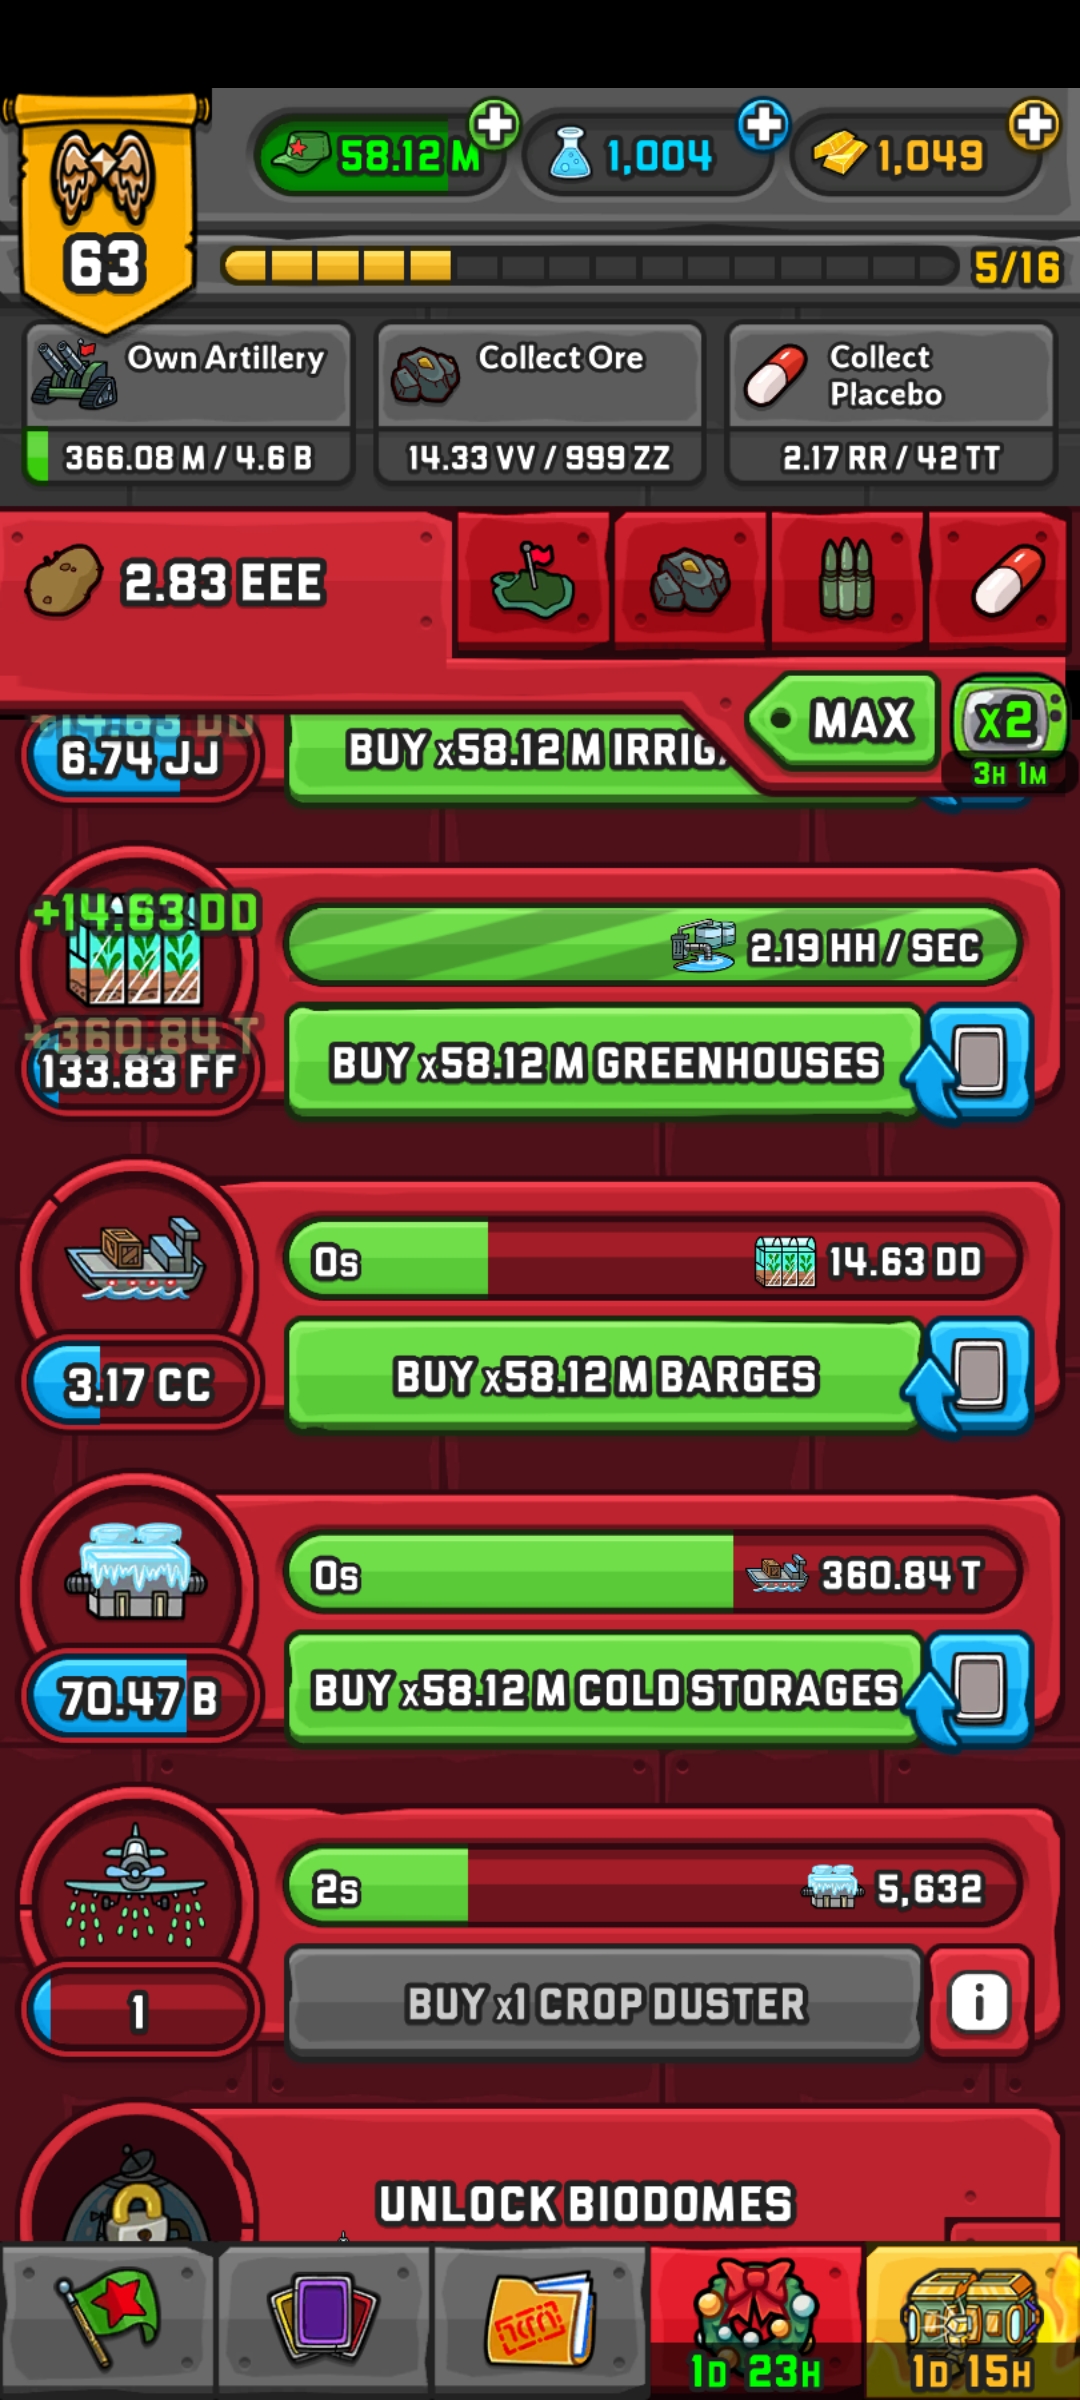 58.12 M
1,004
1,049
63
5/16
Own Artillery
366.08 M / 4.6 B
Collect Ore
14.33 VV / 999 ZZ
Collect
Placebo
2.17 RR / 42 TT
2.83 EEE
MAX
x2
3H 1M
+14.63 DD
6.74 JJ
BUY x58.12 M IRRIG
+14.63 DD
2.19 HH / SEC
+360.84 T
133.83 FF
BUY x58.12 M GREENHOUSES
0s
14.63 DD
3.17 CC
BUY x58.12 M BARGES
0s
360.84 T
70.47 B
BUY x58.12 M COLD STORAGES
2s
5,632
1
BUY x1 CROP DUSTER
i
UNLOCK BIODOMES
1D 23H
1D 15H